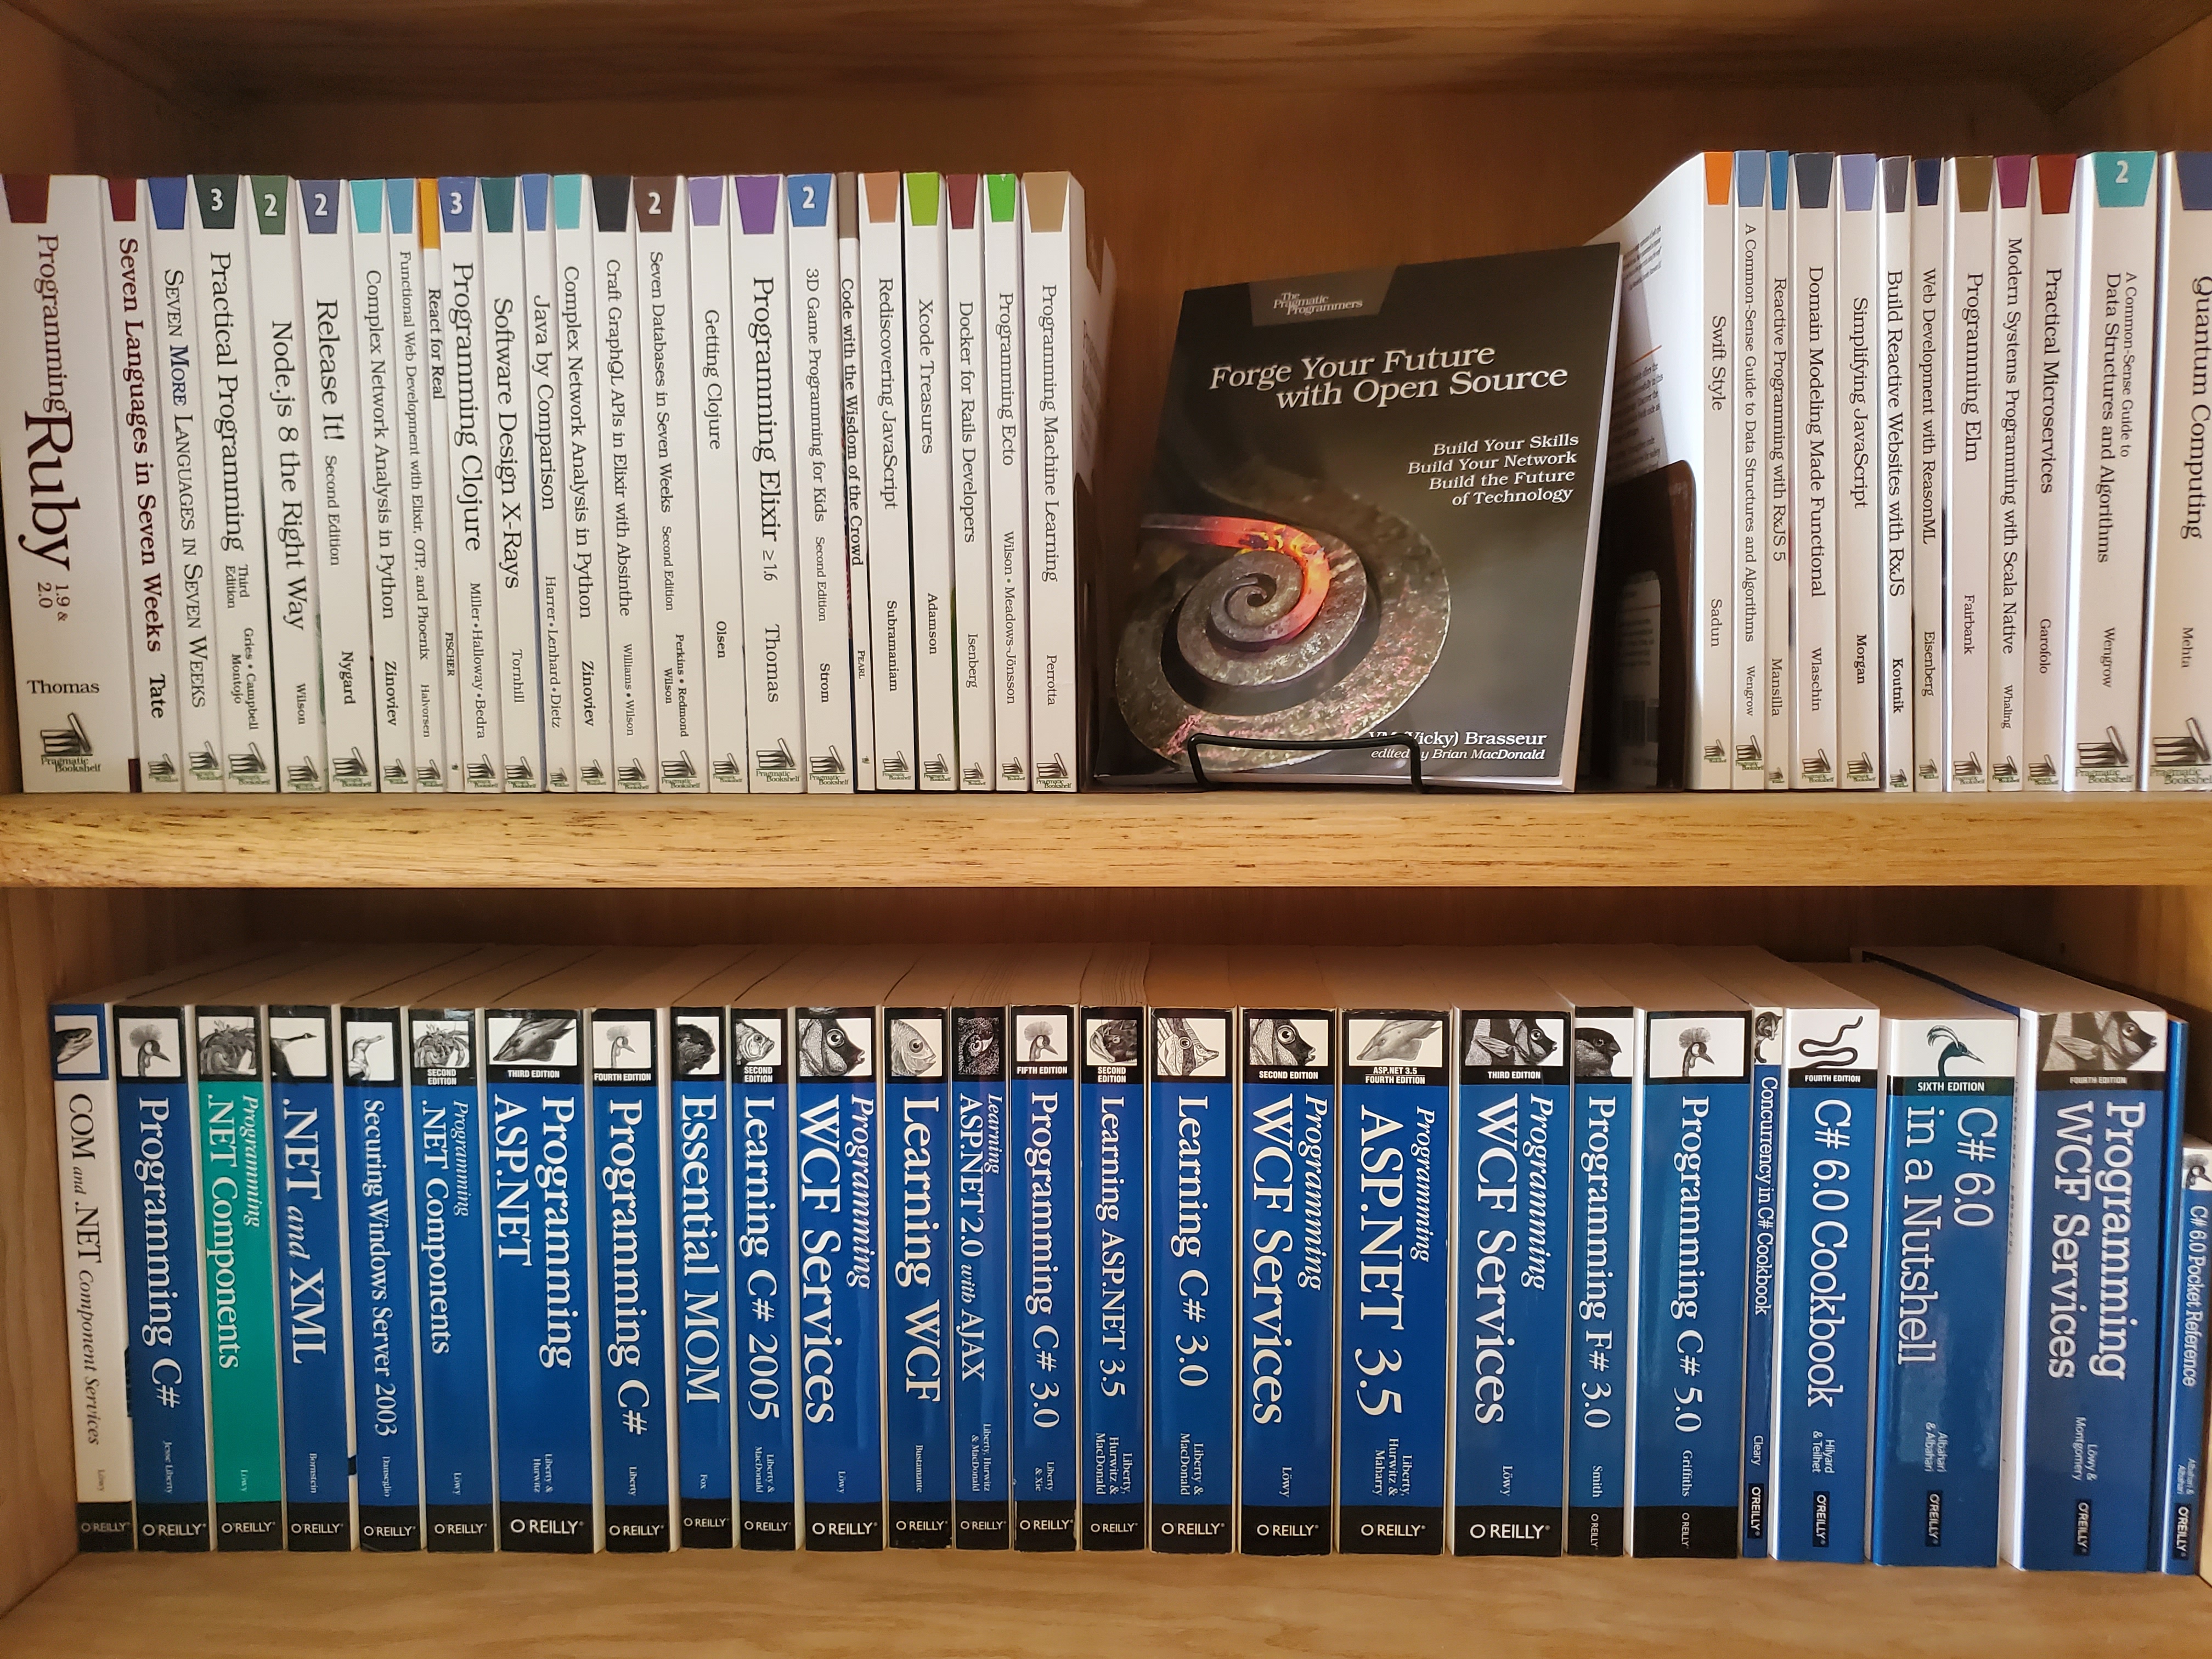 Programming Ruby 1.9 & 2.0 Thomas Pragmatic Bookshelf
Seven Languages in Seven Weeks Tate
SEVEN MORE LANGUAGES IN SEVEN WEEKS
3 Practical Programming Third Edition Gries • Campbell Montojo
2 Node.js 8 the Right Way Wilson
2 Release It! Second Edition Nygard
Complex Network Analysis in Python Zinoviev
Functional Web Development with Elixir, OTP, and Phoenix Halvorsen
React for Real FISCHER
3 Programming Clojure Miller • Halloway • Bedra
Software Design X-Rays Tornhill
Java by Comparison Harrer • Lenhard • Dietz
Complex Network Analysis in Python Zinoviev
Craft GraphQL APIs in Elixir with Absinthe Williams • Wilson
2 Seven Databases in Seven Weeks Second Edition Perkins • Redmond Wilson
Getting Clojure Olsen
Programming Elixir ≥ 1.6 Thomas Pragmatic Bookshelf
2 3D Game Programming for Kids Second Edition Strom
Code with the Wisdom of the Crowd PEARL
Rediscovering JavaScript Subramaniam
Xcode Treasures Adamson
Docker for Rails Developers Isenberg
Programming Ecto Wilson • Meadows-Jönsson
Programming Machine Learning Perrotta
The Pragmatic Programmers
Forge Your Future
with Open Source
Build Your Skills
Build Your Network
Build the Future
of Technology
VM (Vicky) Brasseur
edited by Brian MacDonald
Swift Style Sadun
A Common-Sense Guide to Data Structures and Algorithms Wengrow
Reactive Programming with RxJS 5 Mansilla
Domain Modeling Made Functional Wlaschin
Simplifying JavaScript Morgan
Build Reactive Websites with RxJS Koutnik
Web Development with ReasonML Eisenberg
Programming Elm Fairbank
Modern Systems Programming with Scala Native Whaling
Practical Microservices Garofolo
2 A Common-Sense Guide to Data Structures and Algorithms Wengrow Pragmatic Bookshelf
Quantum Computing Mehta Pragmatic Bookshelf
COM and .NET Component Services Löwy O'REILLY
Programming C# Jesse Liberty O'REILLY
Programming .NET Components Löwy O'REILLY
.NET and XML Bornstein O'REILLY
Securing Windows Server 2003 Danseglio O'REILLY
SECOND EDITION Programming .NET Components Löwy O'REILLY
THIRD EDITION Programming ASP.NET Liberty & Hurwitz O'REILLY
FOURTH EDITION Programming C# Liberty O'REILLY
Essential MOM Fox O'REILLY
SECOND EDITION Learning C# 2005 Liberty & MacDonald O'REILLY
Programming WCF Services Löwy O'REILLY
Learning WCF Bustamante O'REILLY
Learning ASP.NET 2.0 with AJAX Liberty, Hurwitz & MacDonald O'REILLY
FIFTH EDITION Programming C# 3.0 Liberty & Xie O'REILLY
SECOND EDITION Learning ASP.NET 3.5 Liberty, Hurwitz & MacDonald O'REILLY
Learning C# 3.0 Liberty & MacDonald O'REILLY
SECOND EDITION Programming WCF Services Löwy O'REILLY
ASP.NET 3.5 FOURTH EDITION Programming ASP.NET 3.5 Liberty, Hurwitz & Maharry O'REILLY
THIRD EDITION Programming WCF Services Löwy O'REILLY
Programming F# 3.0 Smith O'REILLY
Programming C# 5.0 Griffiths O'REILLY
Concurrency in C# Cookbook Cleary O'REILLY
FOURTH EDITION C# 6.0 Cookbook Hilyard & Teilhet O'REILLY
SIXTH EDITION C# 6.0 in a Nutshell Albahari & Albahari O'REILLY
FOURTH EDITION Programming WCF Services Löwy & Montgomery O'REILLY
C# 6.0 Pocket Reference Albahari & Albahari O'REILLY